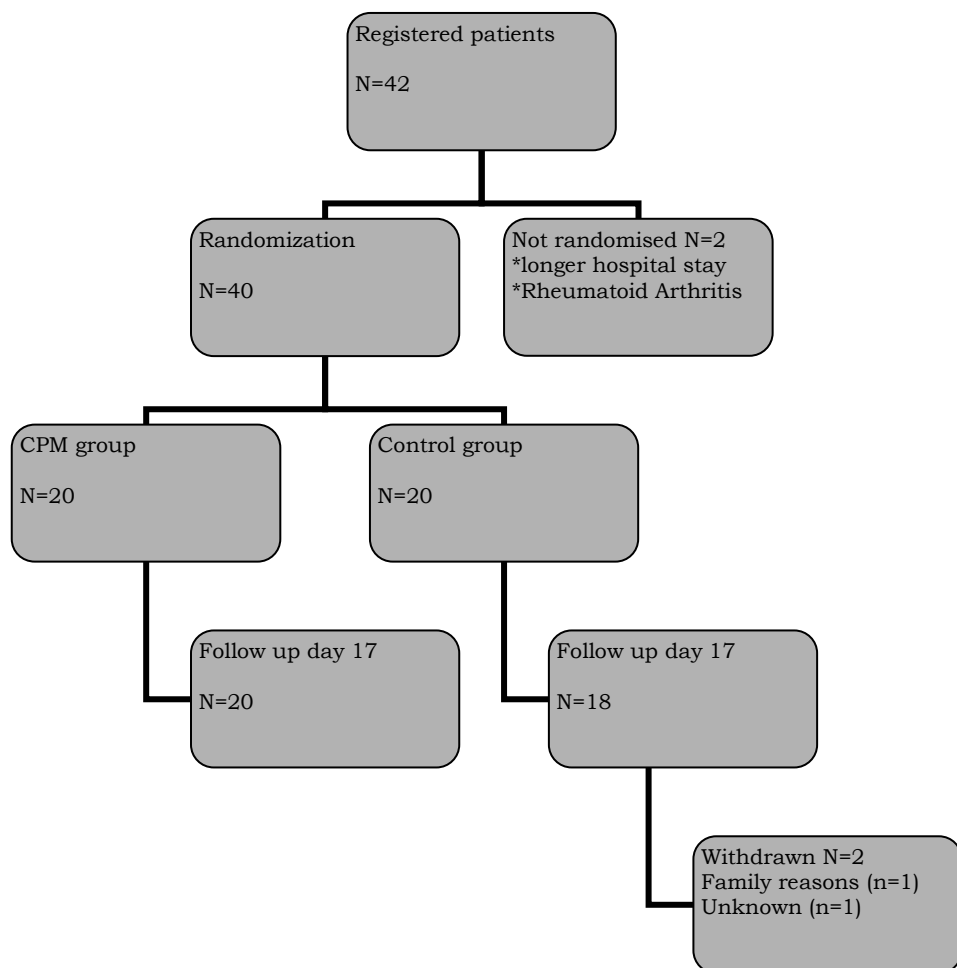 Registered patients
N=42
Randomization
N=40
Not randomised N=2
*longer hospital stay
*Rheumatoid Arthritis
CPM group
N=20
Control group
N=20
Follow up day 17
N=20
Follow up day 17
N=18
Withdrawn N=2
Family reasons (n=1)
Unknown (n=1)